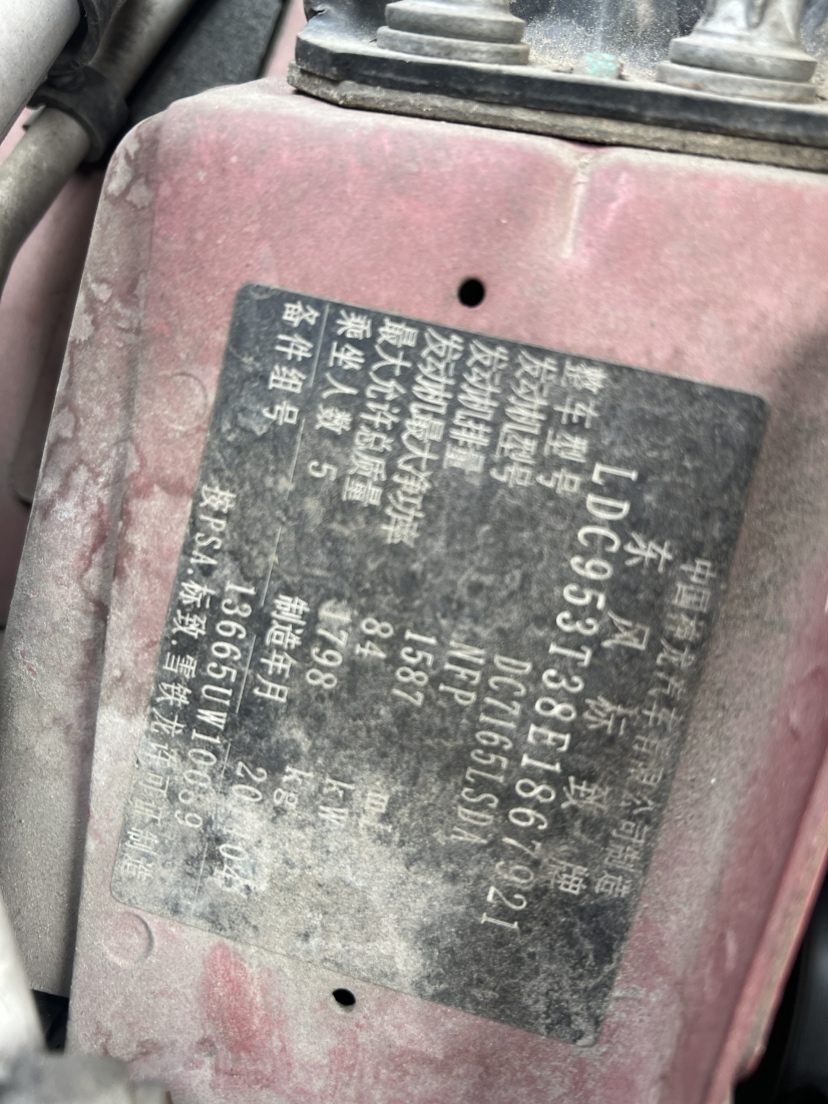 中国神龙汽车有限公司制造
东风标致牌
LDC953T38E1867921
整车型号 DC7165LSDA
发动机型号 NFP
发动机排量 1587
发动机最大净功率 84 kW
最大允许总质量 1798 kg
乘坐人数 5 制造年月
备件组号 13665UW10089
按PSA.标致雪铁龙许可证制造